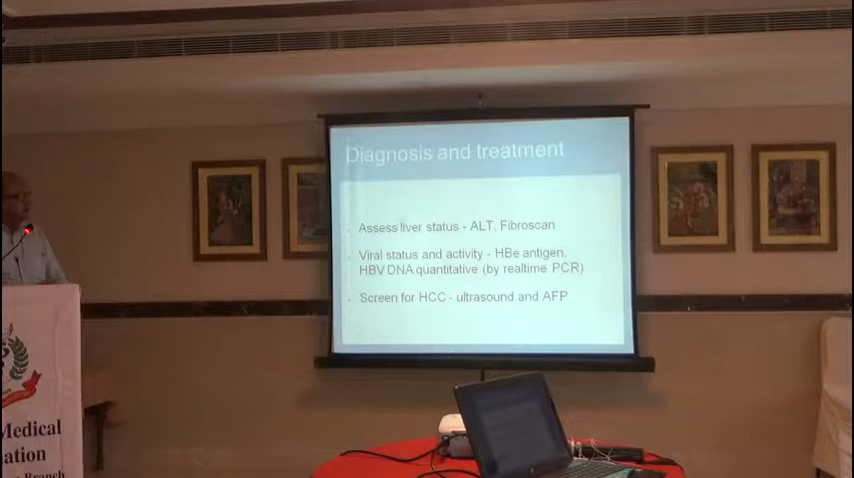 Diagnosis and treatment
Assess liver status - ALT, Fibroscan
Viral status and activity - HBe antigen,
HBV DNA quantitative (by realtime PCR)
Screen for HCC - ultrasound and AFP
Medical
ation
Branch